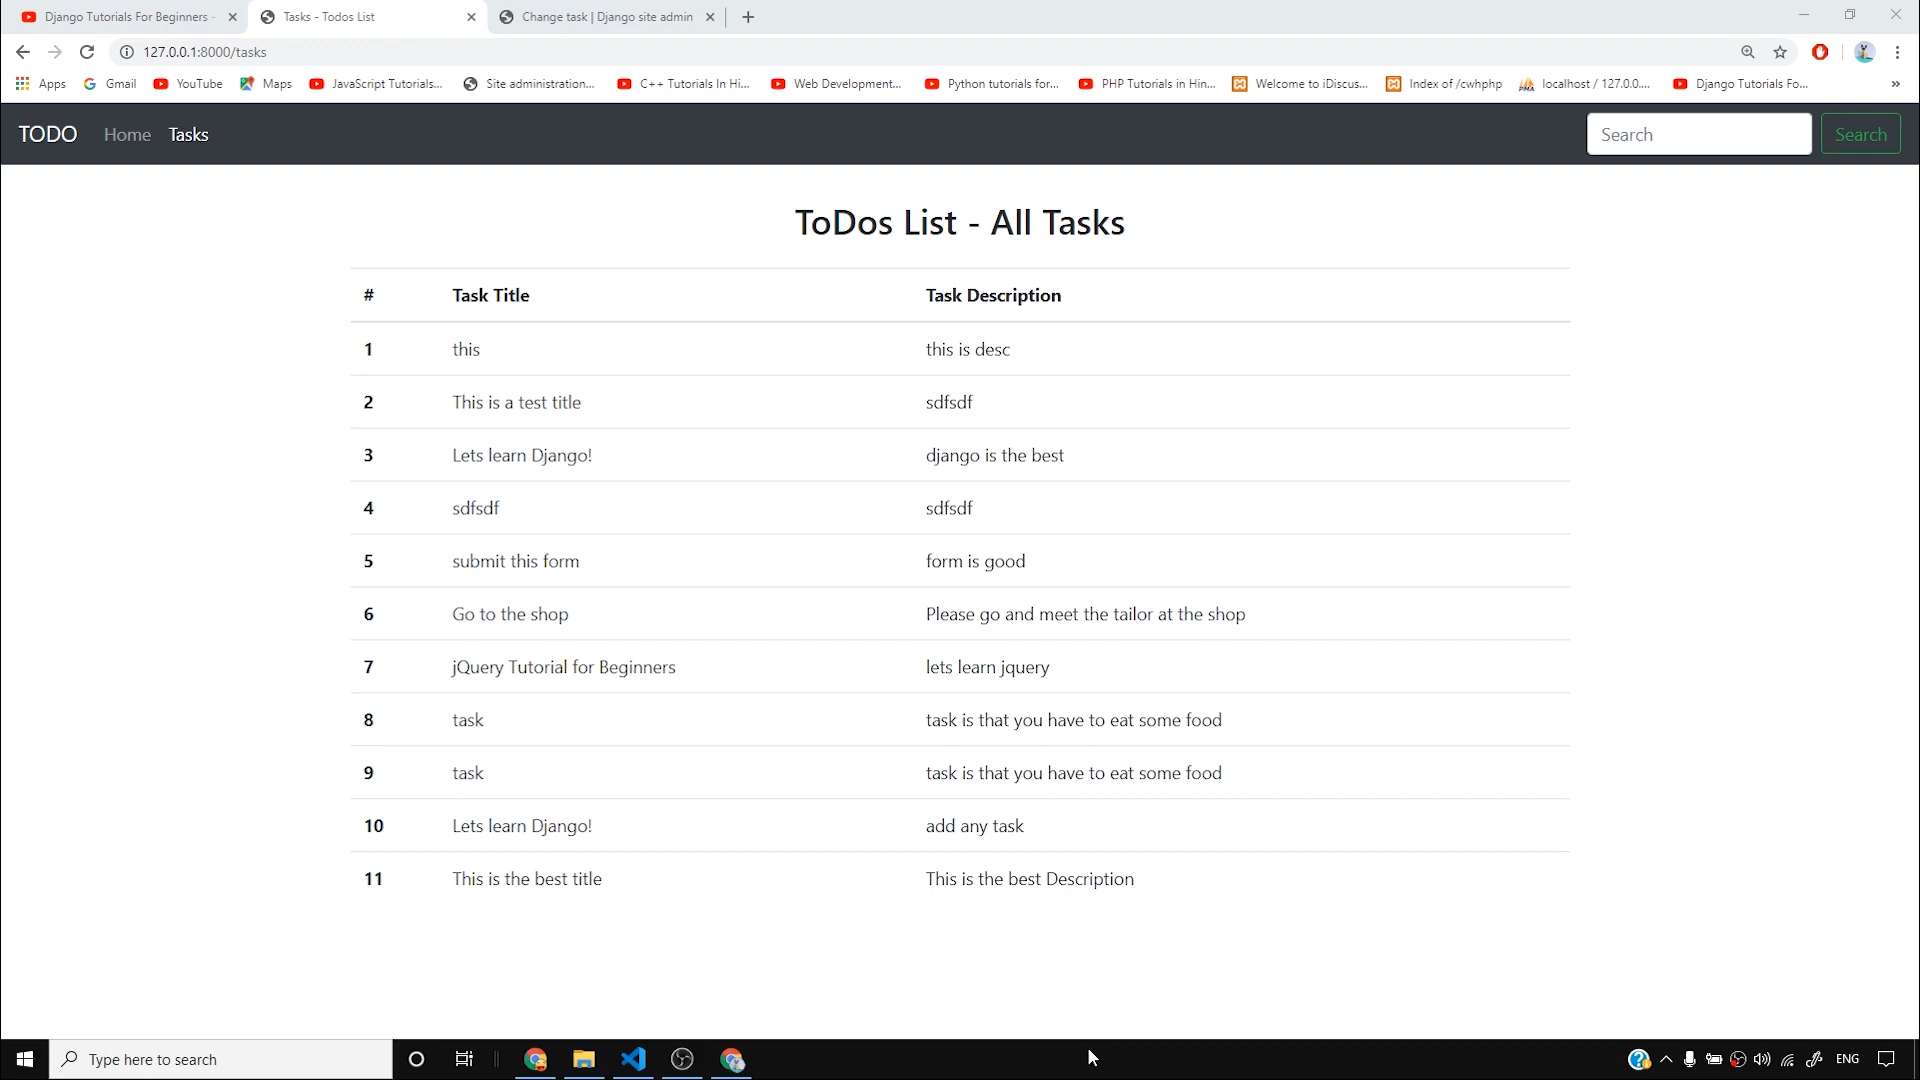 Django Tutorials For Beginners -
Tasks - Todos List
Change task | Django site admin
127.0.0.1:8000/tasks
Apps
Gmail
YouTube
Maps
JavaScript Tutorials...
Site administration...
C++ Tutorials In Hi...
Web Development...
Python tutorials for...
PHP Tutorials in Hin...
Welcome to iDiscus...
Index of /cwhphp
localhost / 127.0.0....
Django Tutorials Fo...
»
TODO Home Tasks
Search
Search
ToDos List - All Tasks
# Task Title Task Description
1 this this is desc
2 This is a test title sdfsdf
3 Lets learn Django! django is the best
4 sdfsdf sdfsdf
5 submit this form form is good
6 Go to the shop Please go and meet the tailor at the shop
7 jQuery Tutorial for Beginners lets learn jquery
8 task task is that you have to eat some food
9 task task is that you have to eat some food
10 Lets learn Django! add any task
11 This is the best title This is the best Description
Type here to search
ENG